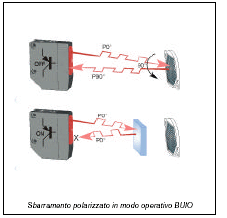 P0°
OFF
90°
P90°
P0°
ON
X
P0°
Sbarramento polarizzato in modo operativo BUIO